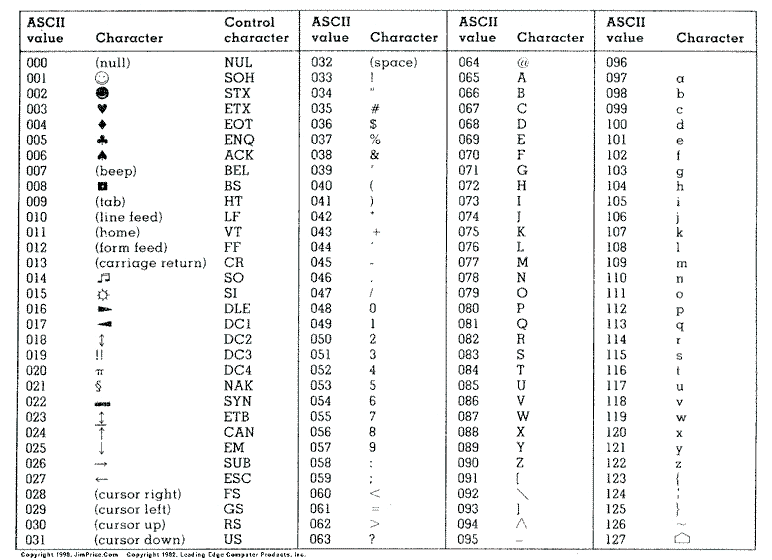 ASCII value Character Control character ASCII value Character ASCII value Character ASCII value Character
000 (null) NUL 032 (space) 064 @ 096
001 ☺ SOH 033 ! 065 A 097 a
002 ☻ STX 034 " 066 B 098 b
003 ♥ ETX 035 # 067 C 099 c
004 ♦ EOT 036 $ 068 D 100 d
005 ♣ ENQ 037 % 069 E 101 e
006 ♠ ACK 038 & 070 F 102 f
007 (beep) BEL 039 ' 071 G 103 g
008 ◘ BS 040 ( 072 H 104 h
009 (tab) HT 041 ) 073 I 105 i
010 (line feed) LF 042 * 074 J 106 j
011 (home) VT 043 + 075 K 107 k
012 (form feed) FF 044 ' 076 L 108 l
013 (carriage return) CR 045 - 077 M 109 m
014 ♫ SO 046 . 078 N 110 n
015 ☼ SI 047 / 079 O 111 o
016 ► DLE 048 0 080 P 112 p
017 ◄ DC1 049 1 081 Q 113 q
018 ↕ DC2 050 2 082 R 114 r
019 !! DC3 051 3 083 S 115 s
020 π DC4 052 4 084 T 116 t
021 § NAK 053 5 085 U 117 u
022 ▬ SYN 054 6 086 V 118 v
023 ↨ ETB 055 7 087 W 119 w
024 ↑ CAN 056 8 088 X 120 x
025 ↓ EM 057 9 089 Y 121 y
026 → SUB 058 : 090 Z 122 z
027 ← ESC 059 ; 091 [ 123 {
028 (cursor right) FS 060 < 092 \ 124 ¦
029 (cursor left) GS 061 = 093 ] 125 }
030 (cursor up) RS 062 > 094 ∧ 126 ~
031 (cursor down) US 063 ? 095 _ 127 ⌂
Copyright 1998, JimPrice.Com Copyright 1982, Leading Edge Computer Products, Inc.